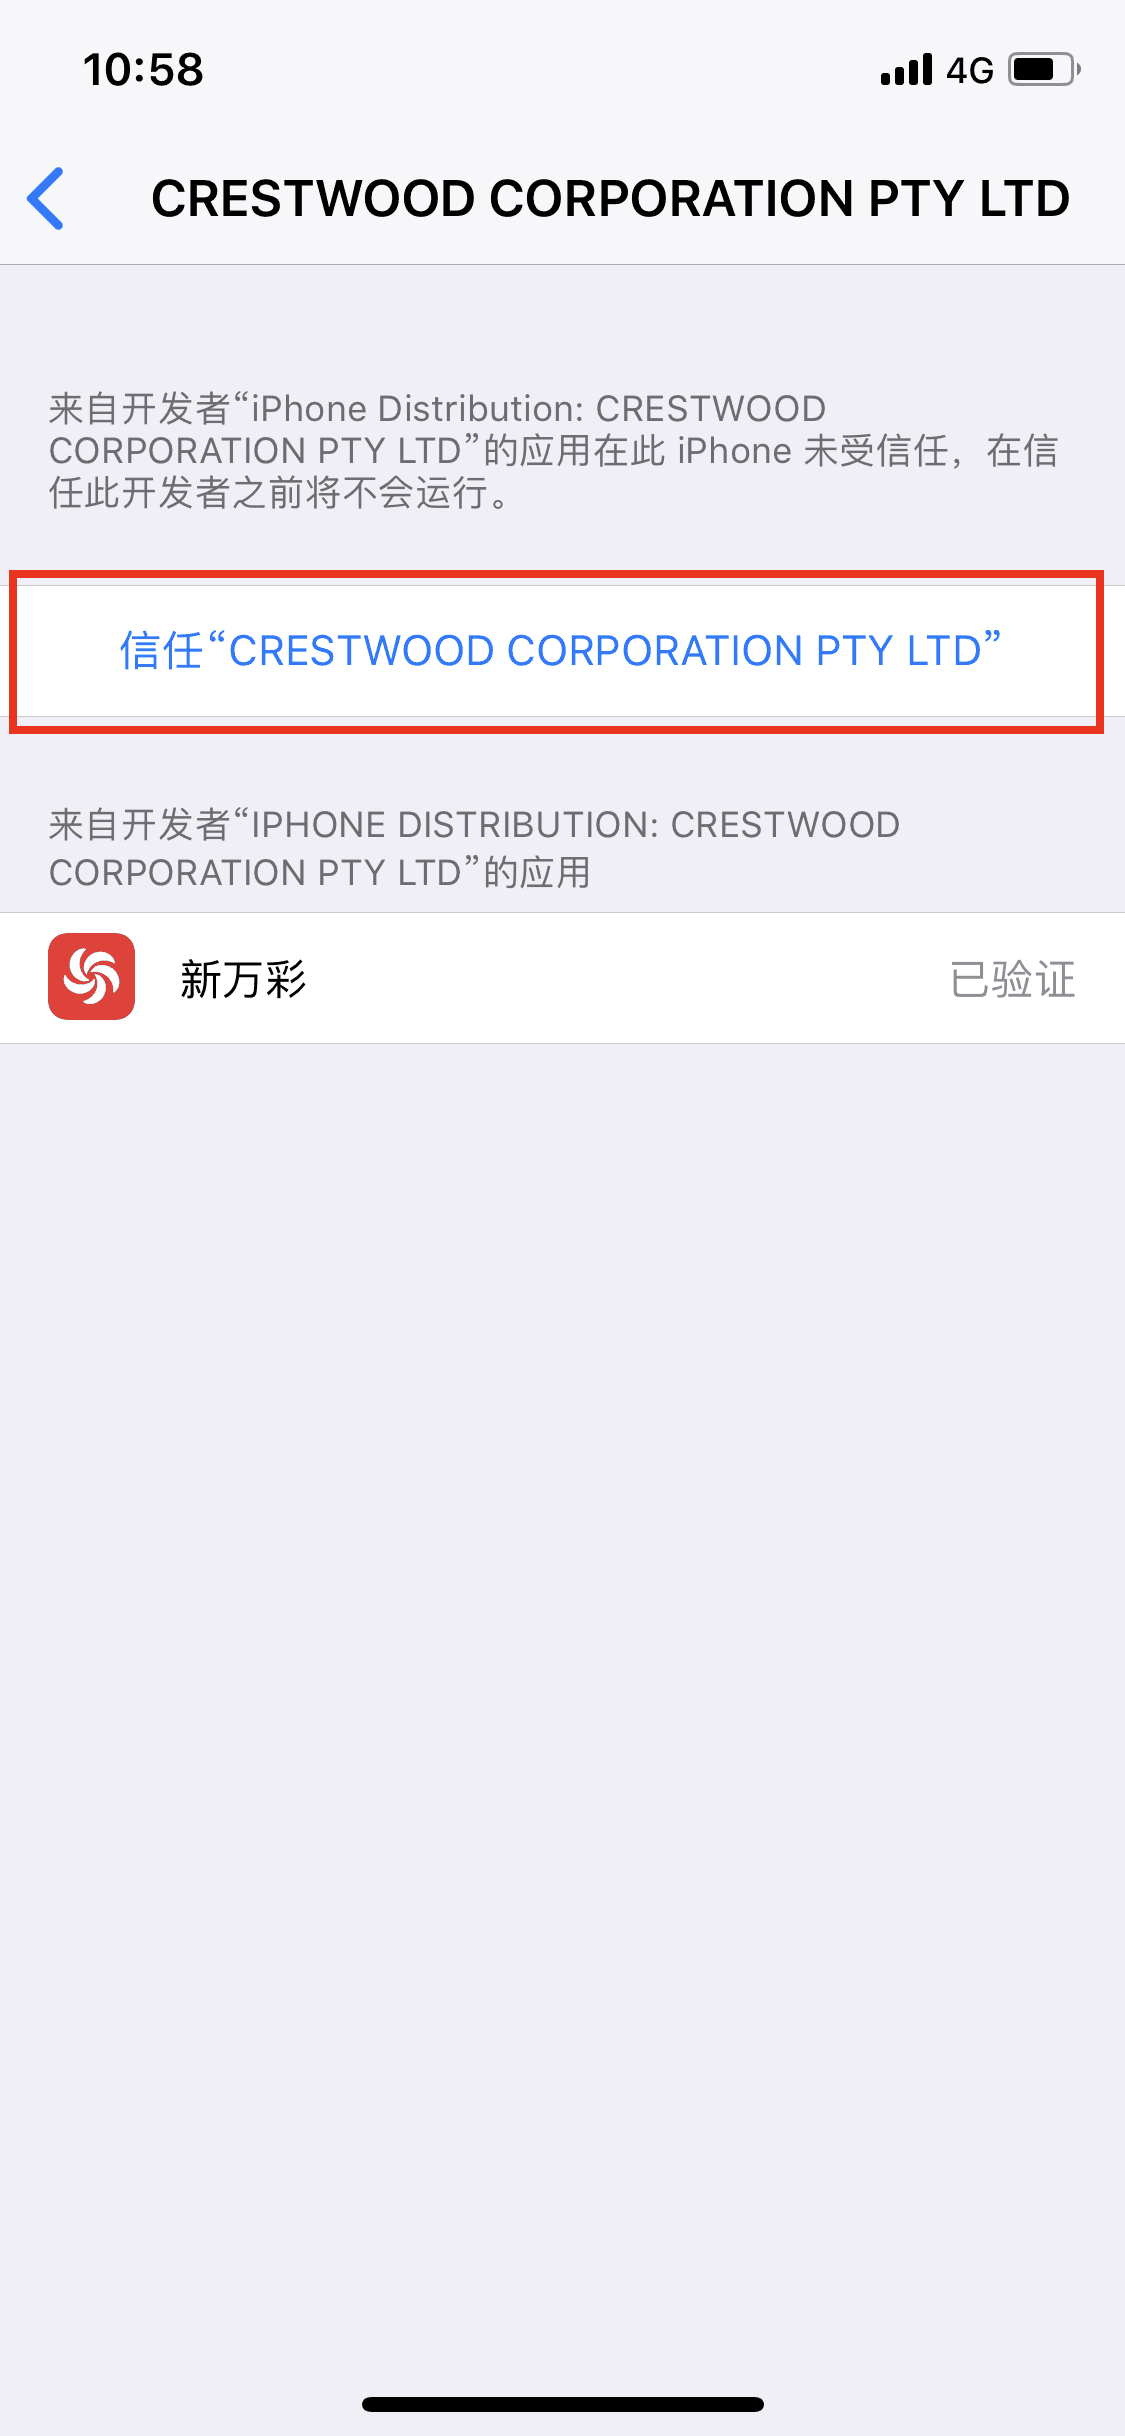 10:58
4G
CRESTWOOD CORPORATION PTY LTD
来自开发者“iPhone Distribution: CRESTWOOD
CORPORATION PTY LTD”的应用在此 iPhone 未受信任，在信
任此开发者之前将不会运行。
信任“CRESTWOOD CORPORATION PTY LTD”
来自开发者“IPHONE DISTRIBUTION: CRESTWOOD
CORPORATION PTY LTD”的应用
新万彩
已验证